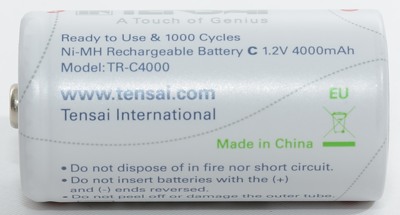 A Touch of Genius
Ready to Use & 1000 Cycles
Ni-MH Rechargeable Battery C 1.2V 4000mAh
Model: TR-C4000
www.tensai.com
EU
Tensai International
Made in China
• Do not dispose of in fire nor short circuit.
• Do not insert batteries with the (+)
and (-) ends reversed.
• Do not peel off or damage the outer tube.